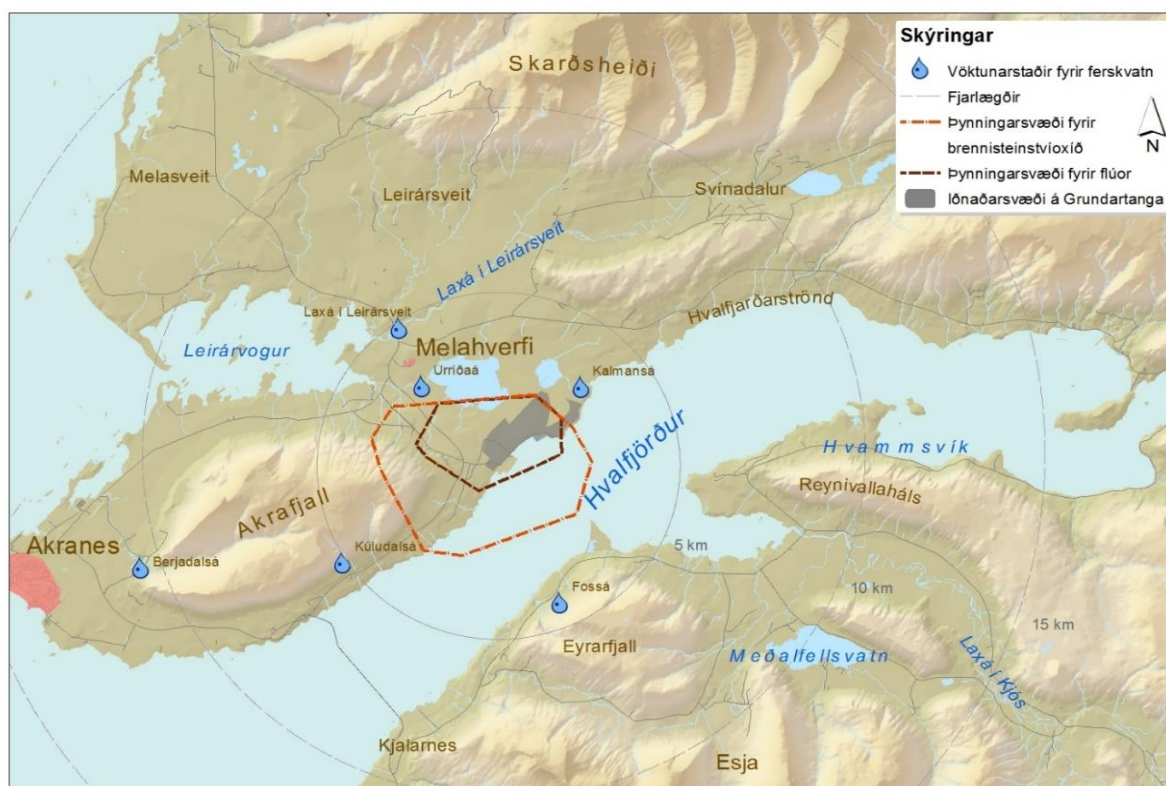 Skýringar
Vöktunarstaðir fyrir ferskvatn
Fjarlægðir
Þynningarsvæði fyrir
brennisteinstvíoxíð
N
Þynningarsvæði fyrir flúor
Iðnaðarsvæði á Grundartanga
Skarðsheiði
Melasveit
Leirársveit
Svínadalur
Laxá í Leirársveit
Laxá í Leirársveit
Hvalfjarðarströnd
Leirárvogur
Melahverfi
Urriðaá
Kalmansá
Hvalfjörður
Hvammsvík
Reynivallaháls
Akrafjall
Akranes
Berjadalsá
Kúludalsá
5 km
Fossá
10 km
15 km
Eyrarfjall
Meðalfellsvatn
Laxá í Kjós
Kjalarnes
Esja